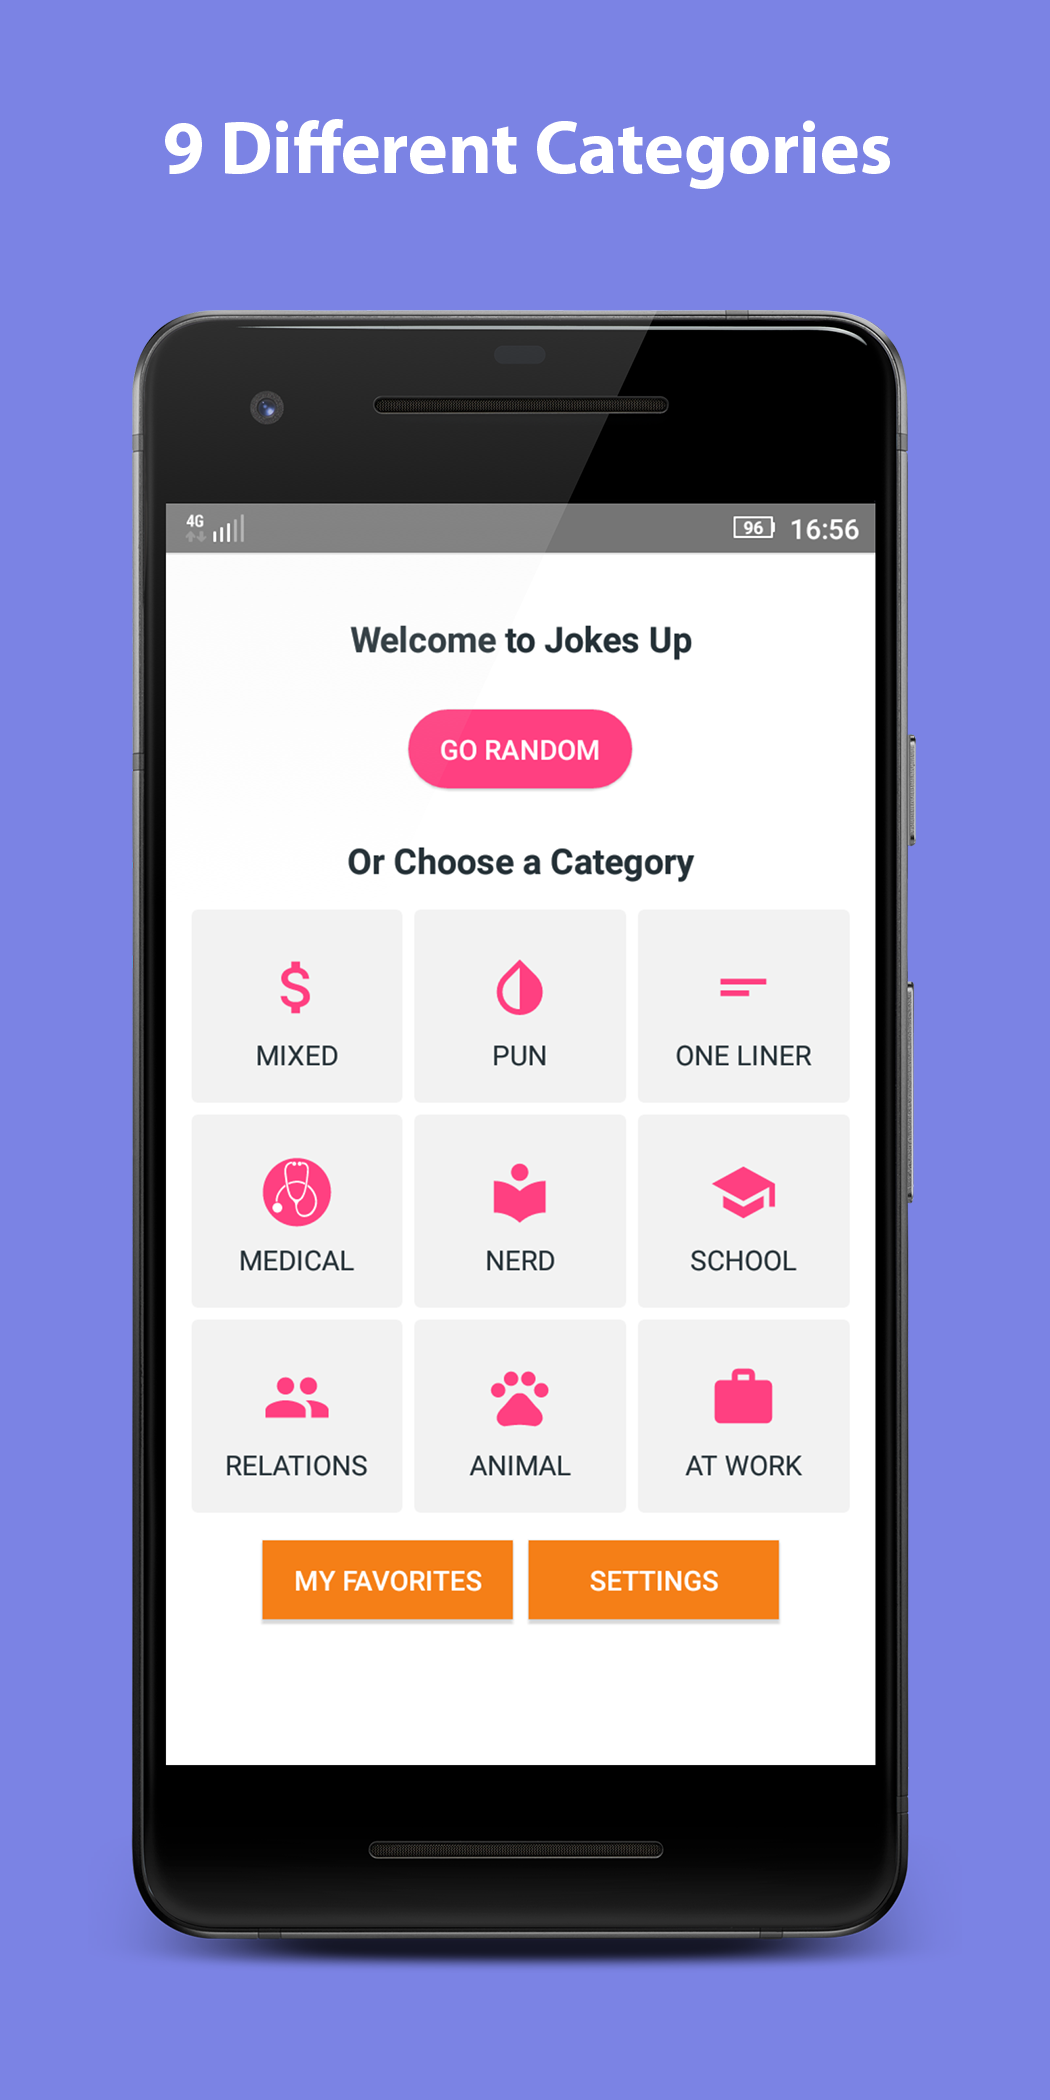 9 Different Categories
4G
96 16:56
Welcome to Jokes Up
GO RANDOM
Or Choose a Category
MIXED PUN ONE LINER
MEDICAL NERD SCHOOL
RELATIONS ANIMAL AT WORK
MY FAVORITES SETTINGS